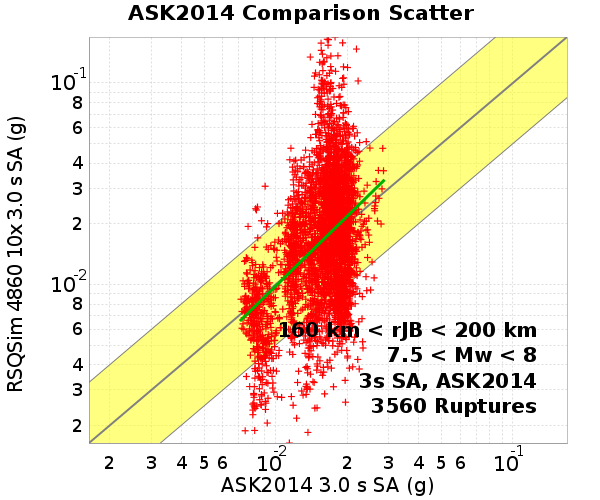 ASK2014 Comparison Scatter
RSQSim 4860 10x 3.0 s SA (g)
10-1
8
6
4
3
2
10-2
8
6
4
3
2
160 km < rJB < 200 km
7.5 < Mw < 8
3s SA, ASK2014
3560 Ruptures
2 3 4 5 6 8 10-2 2 3 4 5 6 8 10-1
ASK2014 3.0 s SA (g)